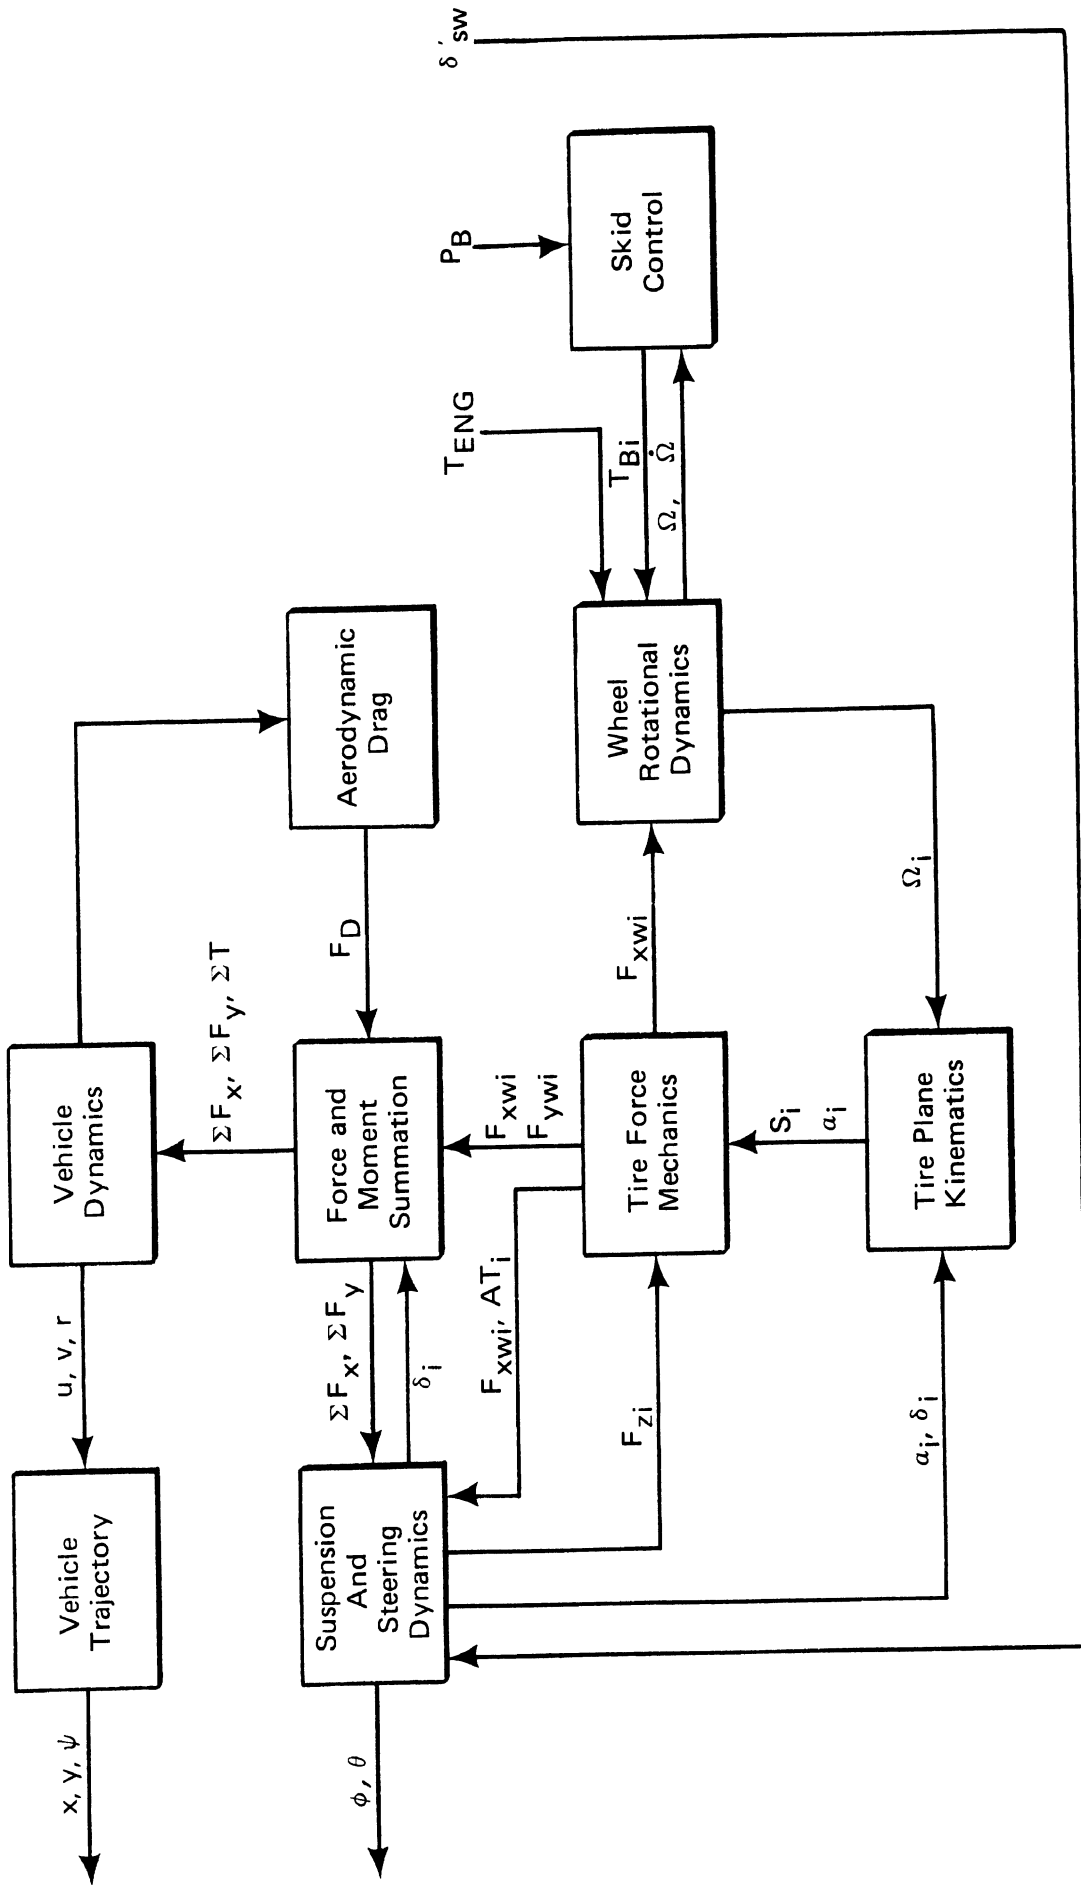 δ'sw
P_B
Skid
Control
T_ENG
T_Bi
Ω, Ω̇
Vehicle
Dynamics
Aerodynamic
Drag
Wheel
Rotational
Dynamics
ΣF_x, ΣF_y, ΣT
F_D
F_xwi
Ω_i
Force and
Moment
Summation
F_xwi
F_ywi
Tire Force
Mechanics
S_i
α_i
Tire Plane
Kinematics
u, v, r
ΣF_x, ΣF_y
δ_i
F_xwi, AT_i
F_zi
α_i, δ_i
Vehicle
Trajectory
Suspension
And
Steering
Dynamics
x, y, ψ
ϕ, θ